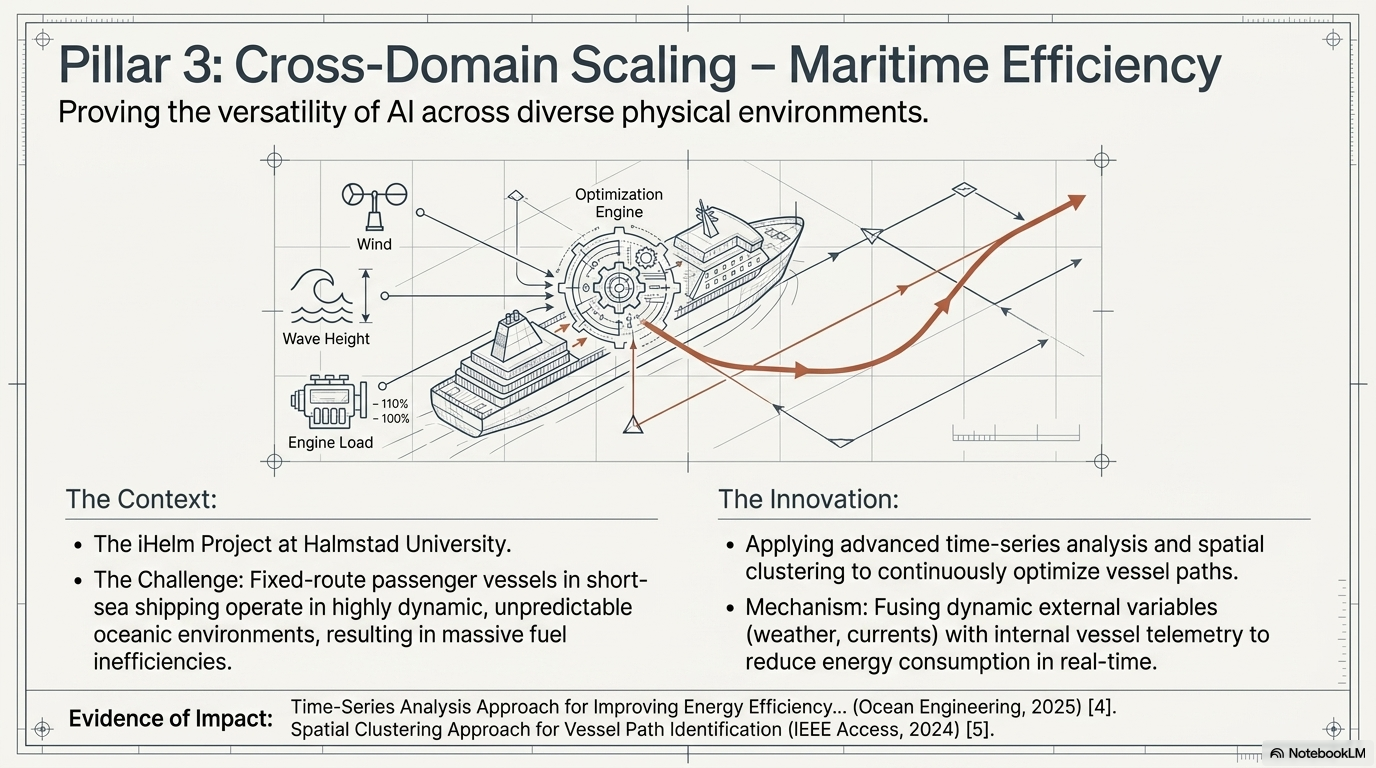 Pillar 3: Cross-Domain Scaling – Maritime Efficiency
Proving the versatility of AI across diverse physical environments.
Optimization
Engine
Wind
Wave Height
– 110%
– 100%
Engine Load
The Context:
• The iHelm Project at Halmstad University.
• The Challenge: Fixed-route passenger vessels in short-
sea shipping operate in highly dynamic, unpredictable
oceanic environments, resulting in massive fuel
inefficiencies.
The Innovation:
• Applying advanced time-series analysis and spatial
clustering to continuously optimize vessel paths.
• Mechanism: Fusing dynamic external variables
(weather, currents) with internal vessel telemetry to
reduce energy consumption in real-time.
Evidence of Impact:
Time-Series Analysis Approach for Improving Energy Efficiency... (Ocean Engineering, 2025) [4].
Spatial Clustering Approach for Vessel Path Identification (IEEE Access, 2024) [5].
NotebookLM